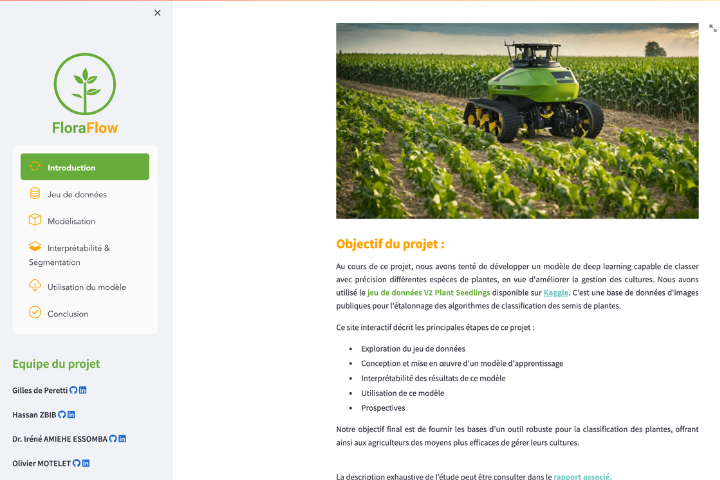 FloraFlow
Introduction
Jeu de données
Modélisation
Interprétabilité &
Segmentation
Utilisation du modèle
Conclusion
Equipe du projet
Gilles de Peretti
Hassan ZBIB
Dr. Iréné AMIEHE ESSOMBA
Olivier MOTELET
Objectif du projet :
Au cours de ce projet, nous avons tenté de développer un modèle de deep learning capable de classer
avec précision différentes espèces de plantes, en vue d'améliorer la gestion des cultures. Nous avons
utilisé le jeu de données V2 Plant Seedlings disponible sur Kaggle. C'est une base de données d'images
publiques pour l'étalonnage des algorithmes de classification des semis de plantes.
Ce site interactif décrit les principales étapes de ce projet :
• Exploration du jeu de données
• Conception et mise en œuvre d'un modèle d'apprentissage
• Interprétabilité des résultats de ce modèle
• Utilisation de ce modèle
• Prospectives
Notre objectif final est de fournir les bases d'un outil robuste pour la classification des plantes, offrant
ainsi aux agriculteurs des moyens plus efficaces de gérer leurs cultures.
La description exhaustive de l'étude peut être consulter dans le rapport associé.